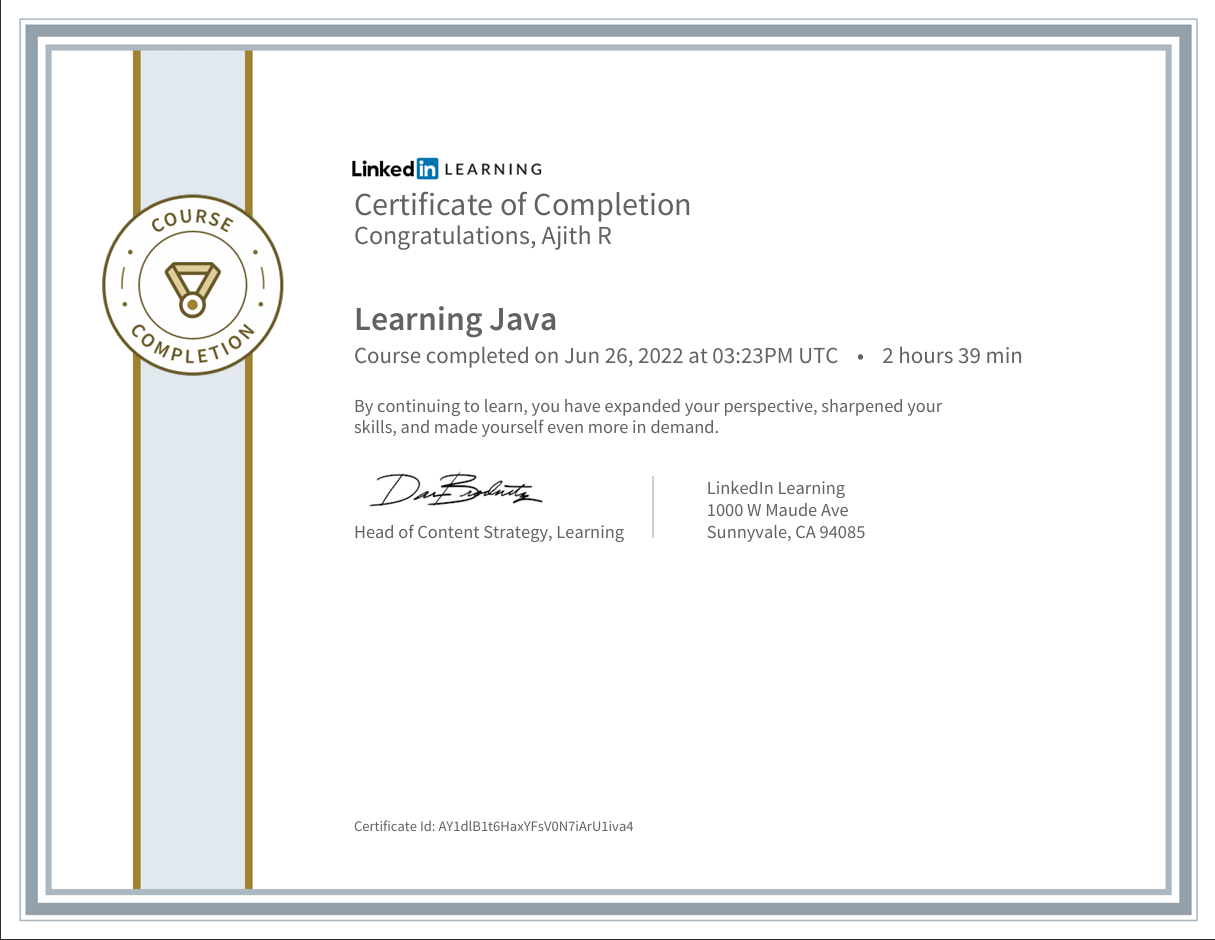 COURSE
COMPLETION
Linkedin LEARNING
Certificate of Completion
Congratulations, Ajith R
Learning Java
Course completed on Jun 26, 2022 at 03:23PM UTC • 2 hours 39 min
By continuing to learn, you have expanded your perspective, sharpened your
skills, and made yourself even more in demand.
Head of Content Strategy, Learning
LinkedIn Learning
1000 W Maude Ave
Sunnyvale, CA 94085
Certificate Id: AY1dlB1t6HaxYFsV0N7iArU1iva4